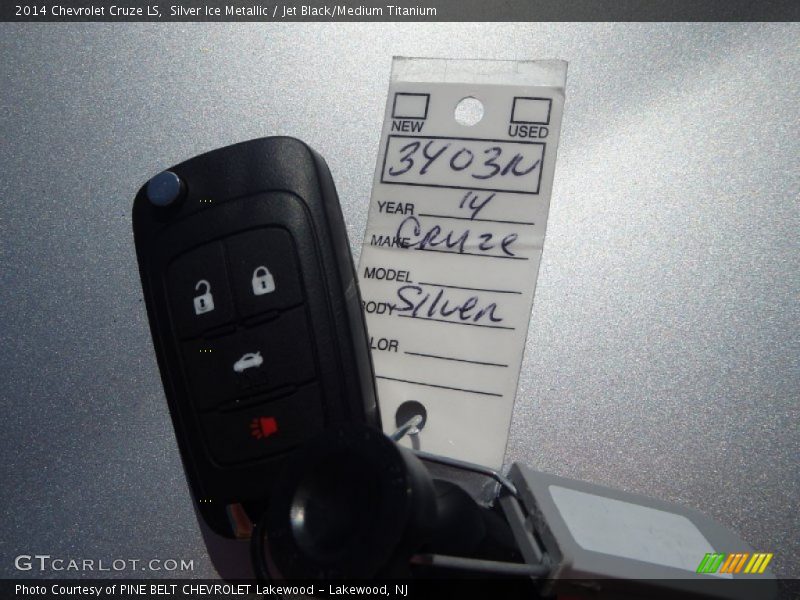 2014 Chevrolet Cruze LS,  Silver Ice Metallic / Jet Black/Medium Titanium
NEW USED
3403N
YEAR 14
MAKE Cruze
MODEL
BODY Silver
LOR
GTCARLOT.COM
Photo Courtesy of PINE BELT CHEVROLET Lakewood - Lakewood, NJ